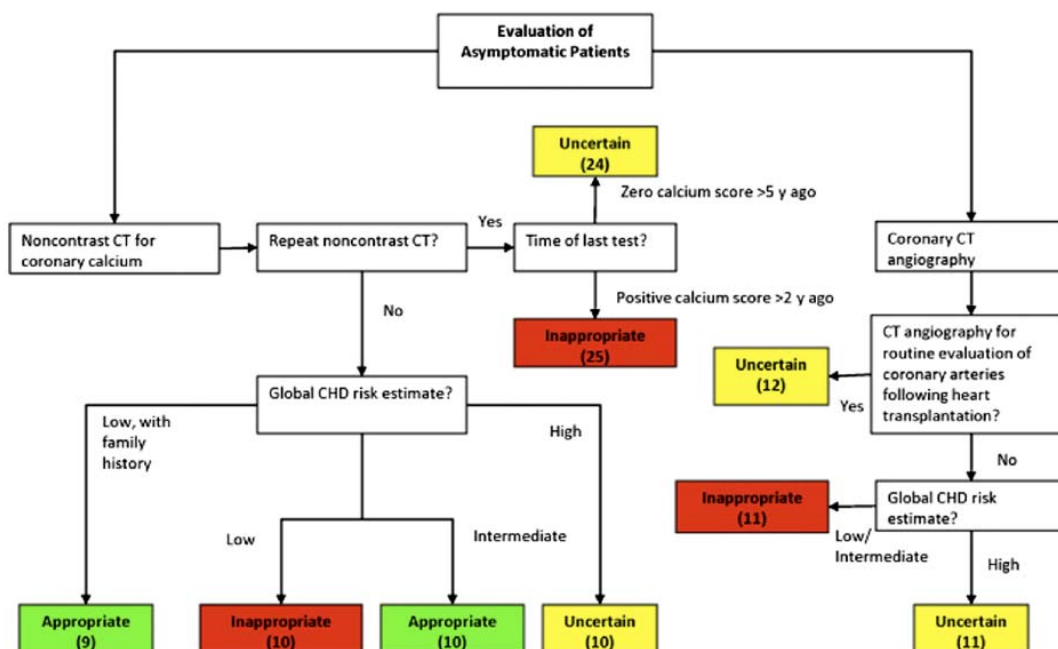 Evaluation of
Asymptomatic Patients
Uncertain
(24)
Zero calcium score >5 y ago
Noncontrast CT for
coronary calcium
Repeat noncontrast CT?
Yes
Time of last test?
Coronary CT
angiography
No
Positive calcium score >2 y ago
Inappropriate
(25)
CT angiography for
routine evaluation of
coronary arteries
following heart
transplantation?
Uncertain
(12)
Yes
No
Global CHD risk estimate?
Low, with
family
history
High
Low
Intermediate
Inappropriate
(11)
Global CHD risk
estimate?
Low/
Intermediate
High
Appropriate
(9)
Inappropriate
(10)
Appropriate
(10)
Uncertain
(10)
Uncertain
(11)